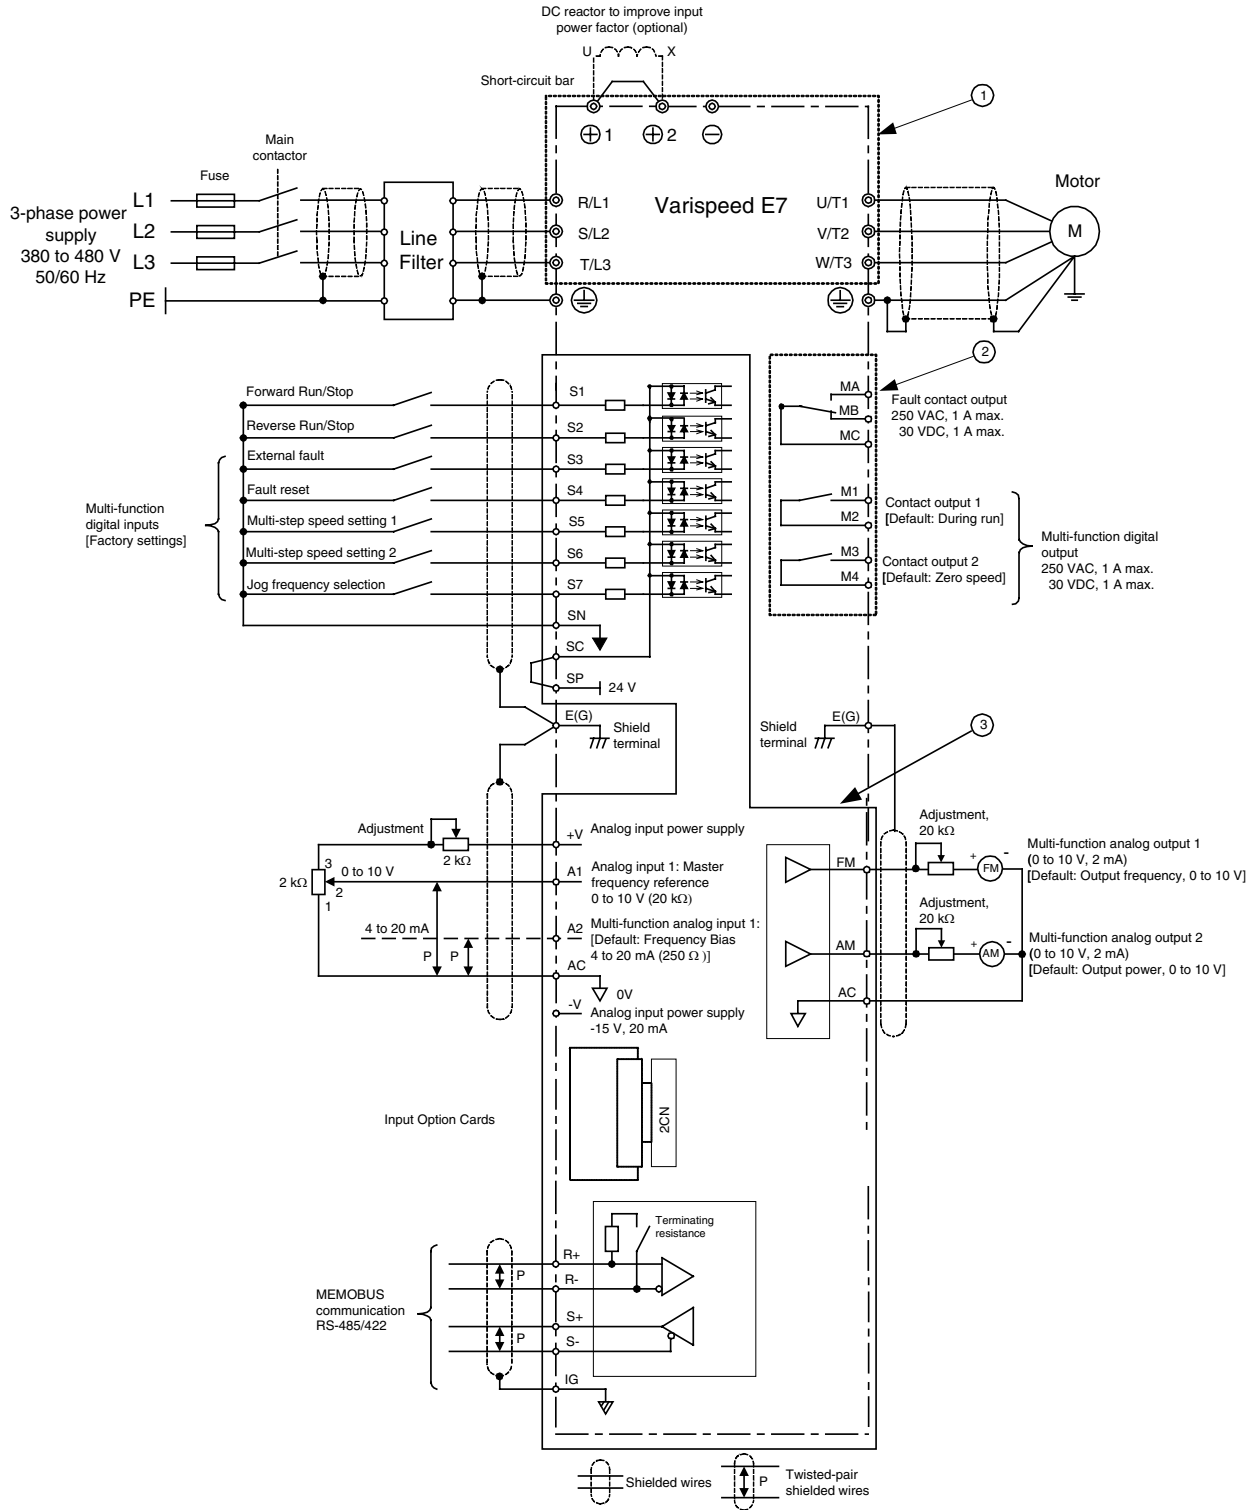 DC reactor to improve input
power factor (optional)
U X
Short-circuit bar
1
⊕1 ⊕2 ⊖
Main
contactor
Fuse
3-phase power
supply
380 to 480 V
50/60 Hz
L1
L2
L3
PE
Line
Filter
R/L1
S/L2
T/L3
Varispeed E7
U/T1
V/T2
W/T3
Motor
M
2
Forward Run/Stop
Reverse Run/Stop
External fault
Fault reset
Multi-step speed setting 1
Multi-step speed setting 2
Jog frequency selection
Multi-function
digital inputs
[Factory settings]
S1
S2
S3
S4
S5
S6
S7
SN
SC
SP
24 V
E(G)
Shield
terminal
MA
MB
MC
Fault contact output
250 VAC, 1 A max.
30 VDC, 1 A max.
M1
M2
Contact output 1
[Default: During run]
M3
M4
Contact output 2
[Default: Zero speed]
Multi-function digital
output
250 VAC, 1 A max.
30 VDC, 1 A max.
Shield
terminal
E(G)
3
Adjustment
2 kΩ
2 kΩ
3
2
1
0 to 10 V
4 to 20 mA
P
P
+V
Analog input power supply
A1
Analog input 1: Master
frequency reference
0 to 10 V (20 kΩ)
A2
Multi-function analog input 1:
[Default: Frequency Bias
4 to 20 mA (250 Ω )]
AC
0V
-V
Analog input power supply
-15 V, 20 mA
FM
AM
AC
Adjustment,
20 kΩ
+ FM -
Multi-function analog output 1
(0 to 10 V, 2 mA)
[Default: Output frequency, 0 to 10 V]
Adjustment,
20 kΩ
+ AM -
Multi-function analog output 2
(0 to 10 V, 2 mA)
[Default: Output power, 0 to 10 V]
Input Option Cards
2CN
Terminating
resistance
MEMOBUS
communication
RS-485/422
P
P
R+
R-
S+
S-
IG
Shielded wires
P
Twisted-pair
shielded wires